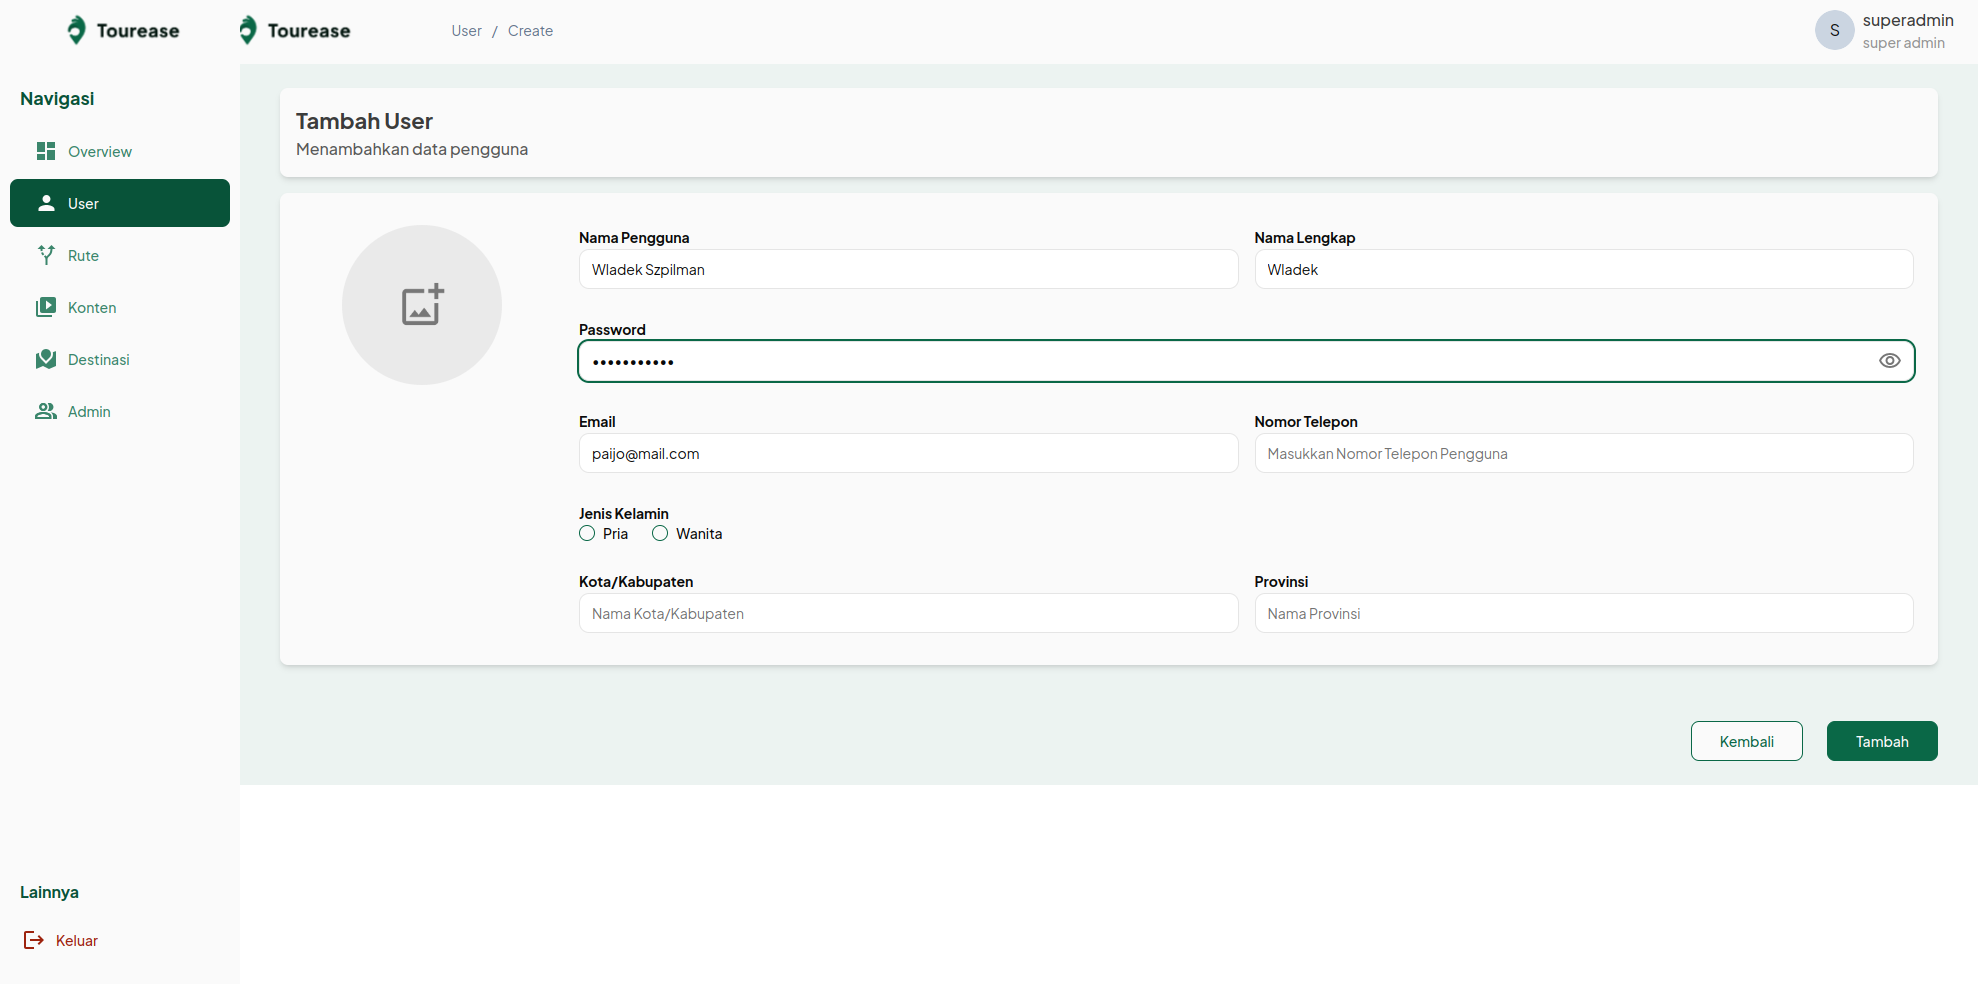 Tourease
Tourease
User / Create
S
superadmin
super admin
Navigasi
Overview
User
Rute
Konten
Destinasi
Admin
Lainnya
Keluar
Tambah User
Menambahkan data pengguna
Nama Pengguna
Wladek Szpilman
Nama Lengkap
Wladek
Password
•••••••••••
Email
paijo@mail.com
Nomor Telepon
Masukkan Nomor Telepon Pengguna
Jenis Kelamin
Pria
Wanita
Kota/Kabupaten
Nama Kota/Kabupaten
Provinsi
Nama Provinsi
Kembali
Tambah